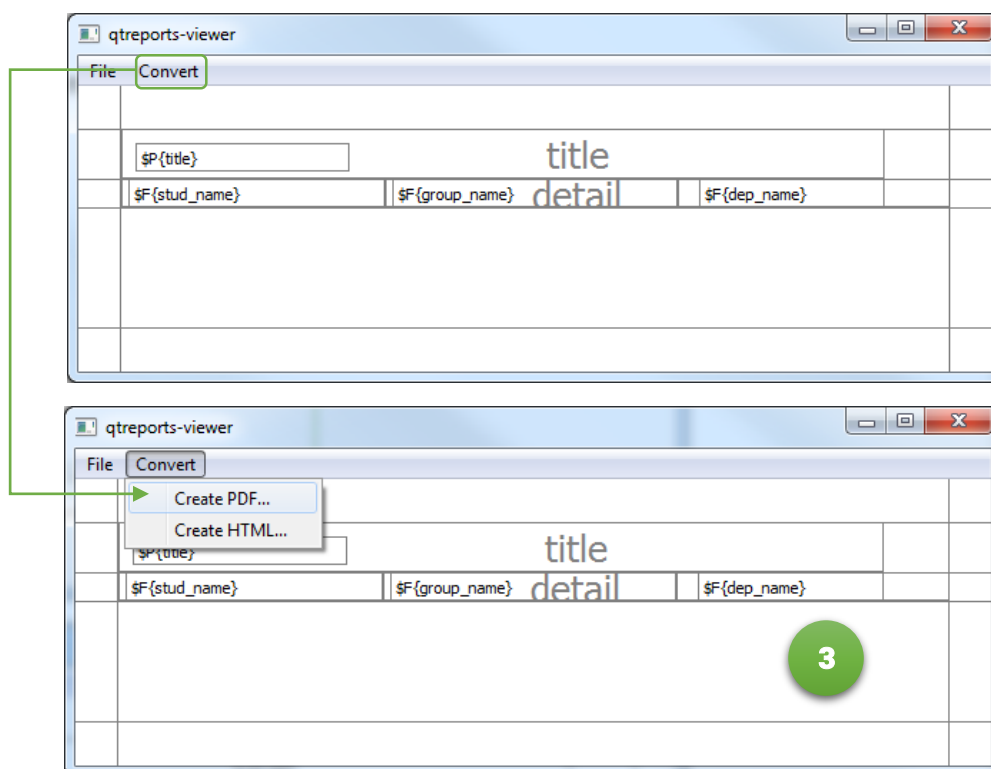 qtreports-viewer
File Convert
title
$P{title}
$F{stud_name} $F{group_name} detail $F{dep_name}
qtreports-viewer
File Convert
Create PDF...
Create HTML...
title
$P{title}
$F{stud_name} $F{group_name} detail $F{dep_name}
3